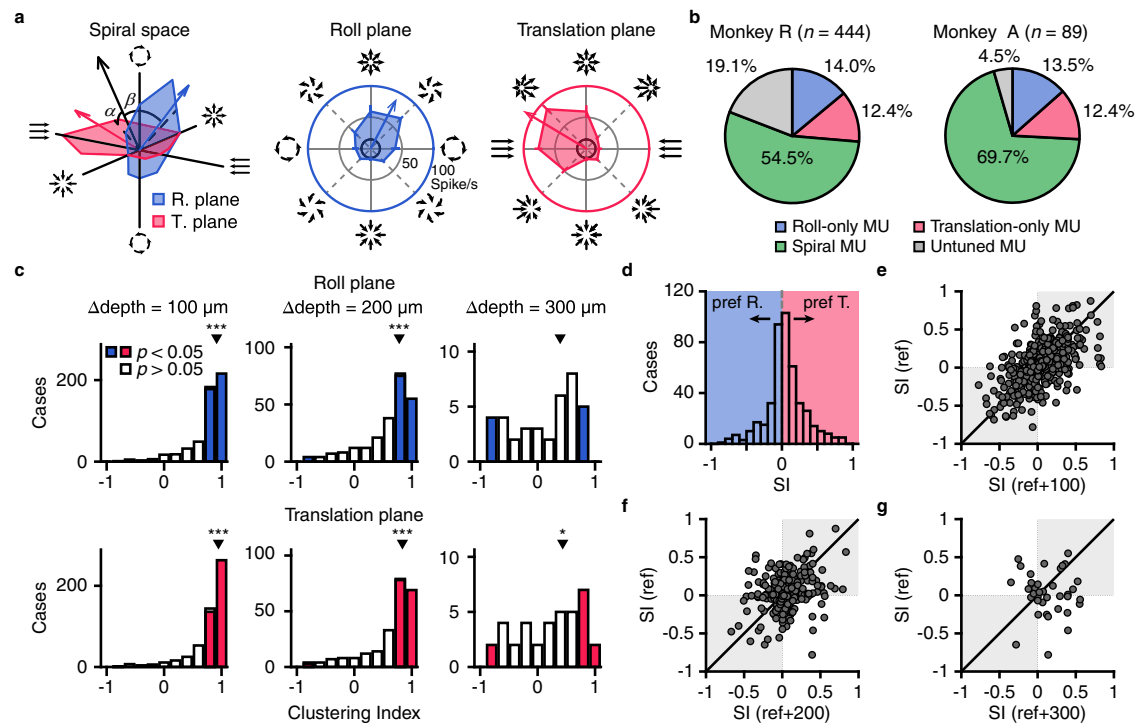 a
Spiral space
Roll plane
Translation plane
α
β
R. plane
T. plane
50
100
Spike/s
b
Monkey R (n = 444)
Monkey A (n = 89)
19.1%
14.0%
12.4%
54.5%
4.5%
13.5%
12.4%
69.7%
Roll-only MU
Translation-only MU
Spiral MU
Untuned MU
c
Roll plane
Δdepth = 100 µm
Δdepth = 200 µm
Δdepth = 300 µm
***
***
p < 0.05
p > 0.05
Cases
200
0
100
50
0
10
5
0
-1 0 1
-1 0 1
-1 0 1
Translation plane
***
***
*
Cases
200
0
100
50
0
10
5
0
-1 0 1
-1 0 1
-1 0 1
Clustering Index
d
120
80
40
0
Cases
pref R.
pref T.
-1 0 1
SI
e
1
0.5
0
-0.5
-1
SI (ref)
-1 -0.5 0 0.5 1
SI (ref+100)
f
1
0.5
0
-0.5
-1
SI (ref)
-1 -0.5 0 0.5 1
SI (ref+200)
g
1
0.5
0
-0.5
-1
SI (ref)
-1 -0.5 0 0.5 1
SI (ref+300)